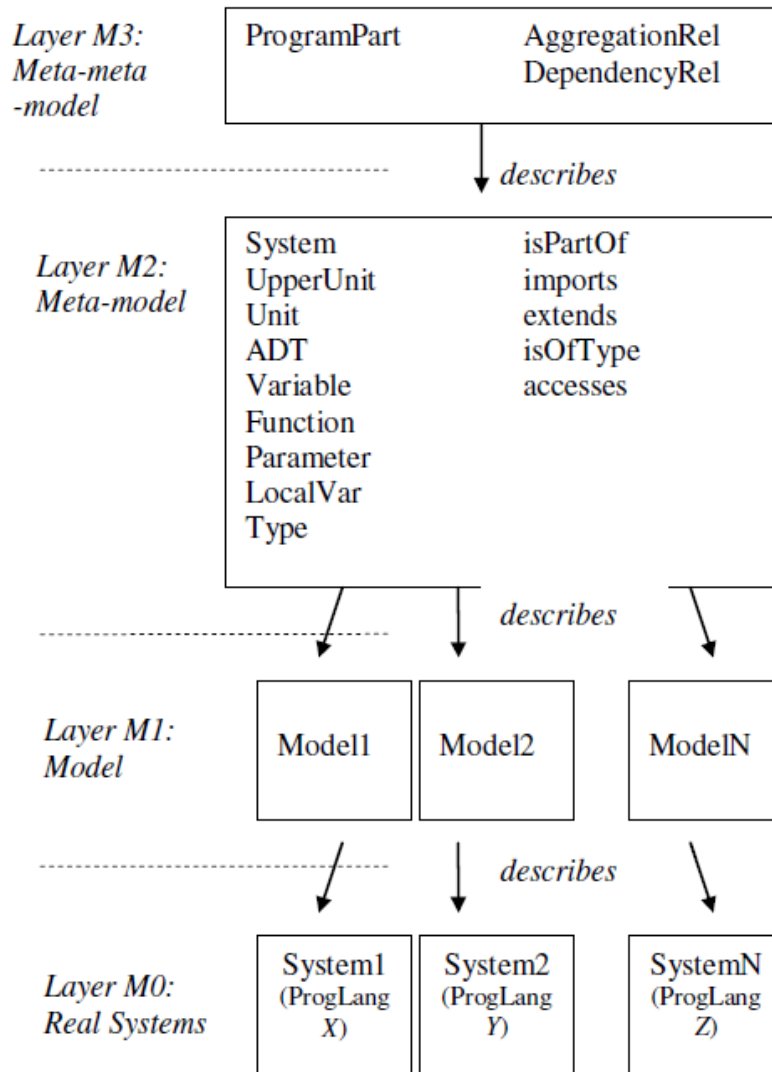 Layer M3:
Meta-meta
-model
ProgramPart
AggregationRel
DependencyRel
describes
Layer M2:
Meta-model
System
UpperUnit
Unit
ADT
Variable
Function
Parameter
LocalVar
Type
isPartOf
imports
extends
isOfType
accesses
describes
Layer M1:
Model
Model1
Model2
ModelN
describes
Layer M0:
Real Systems
System1
(ProgLang
X)
System2
(ProgLang
Y)
SystemN
(ProgLang
Z)